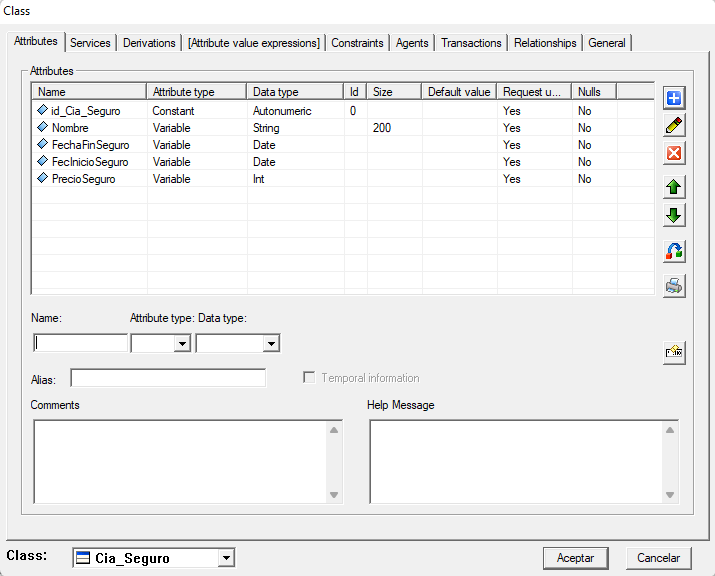 Class
Attributes Services Derivations [Attribute value expressions] Constraints Agents Transactions Relationships General
Attributes
Name Attribute type Data type Id Size Default value Request u... Nulls
id_Cia_Seguro Constant Autonumeric 0 Yes No
Nombre Variable String 200 Yes No
FechaFinSeguro Variable Date Yes No
FecInicioSeguro Variable Date Yes No
PrecioSeguro Variable Int Yes No
Name: Attribute type: Data type:
Alias: Temporal information
Comments Help Message
Class: Cia_Seguro Aceptar Cancelar